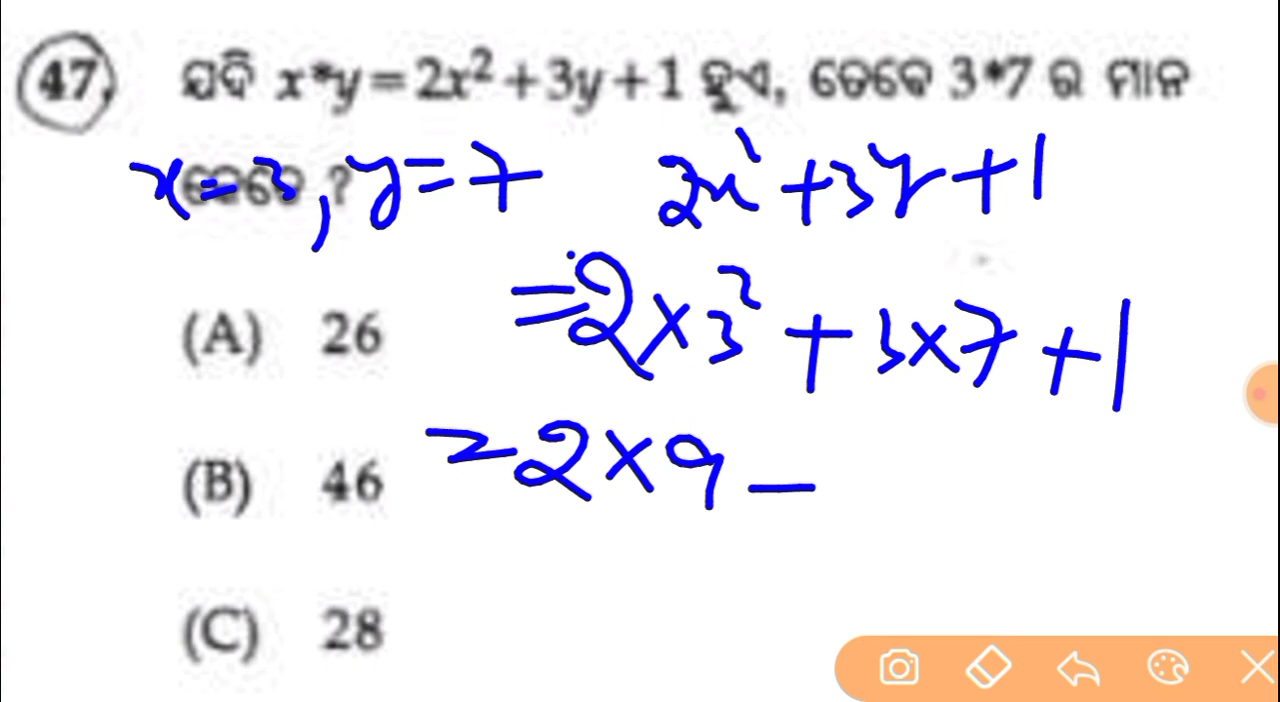 47. ଯଦି x*y=2x²+3y+1 ହୁଏ, ତେବେ 3*7 ର ମାନ
କେତେ ?
x=3, y=7 2x²+3y+1
=2×3²+3×7+1
(A) 26
=2×9–
(B) 46
(C) 28